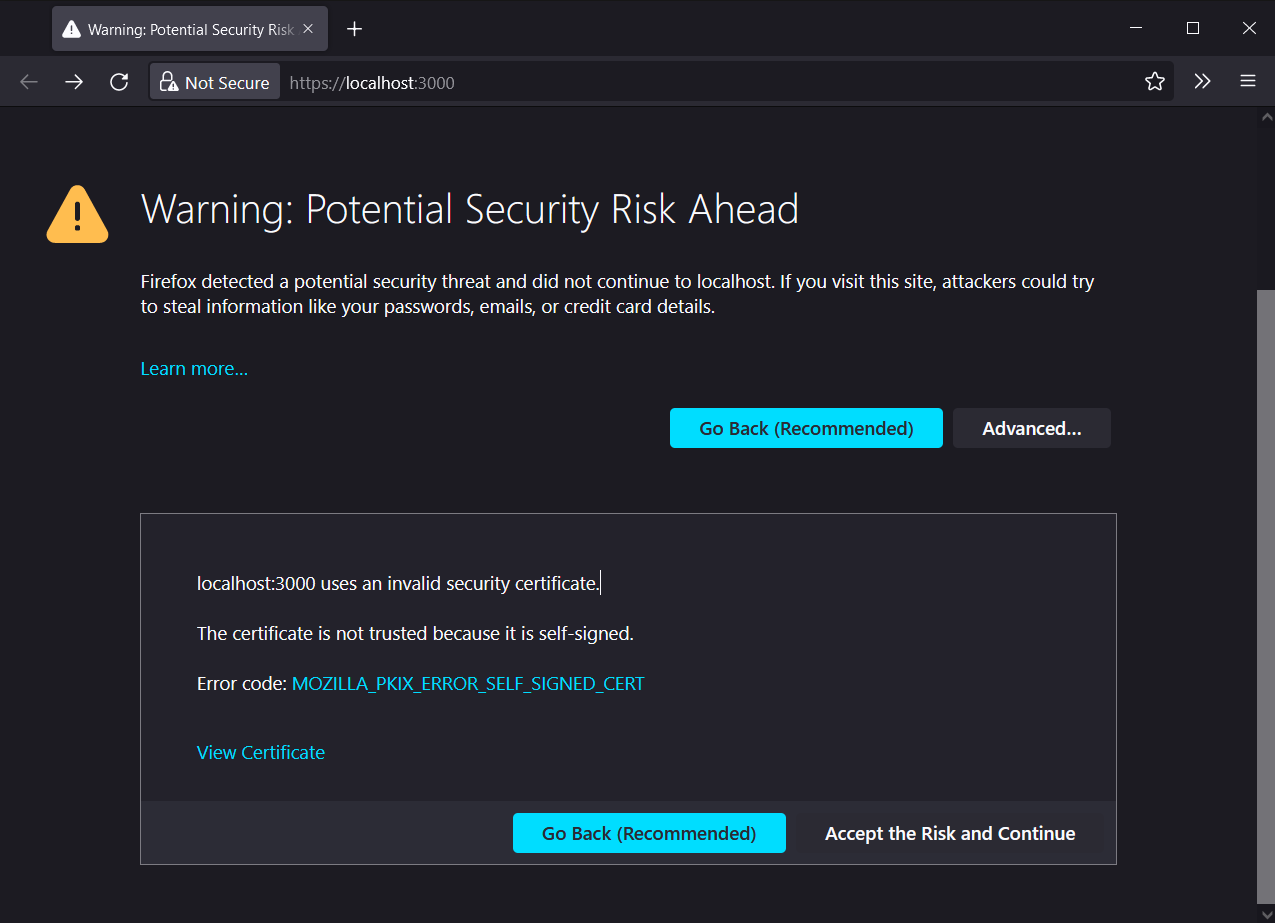 Warning: Potential Security Risk
Not Secure
https://localhost:3000
Warning: Potential Security Risk Ahead
Firefox detected a potential security threat and did not continue to localhost. If you visit this site, attackers could try
to steal information like your passwords, emails, or credit card details.
Learn more...
Go Back (Recommended)
Advanced...
localhost:3000 uses an invalid security certificate.
The certificate is not trusted because it is self-signed.
Error code: MOZILLA_PKIX_ERROR_SELF_SIGNED_CERT
View Certificate
Go Back (Recommended)
Accept the Risk and Continue